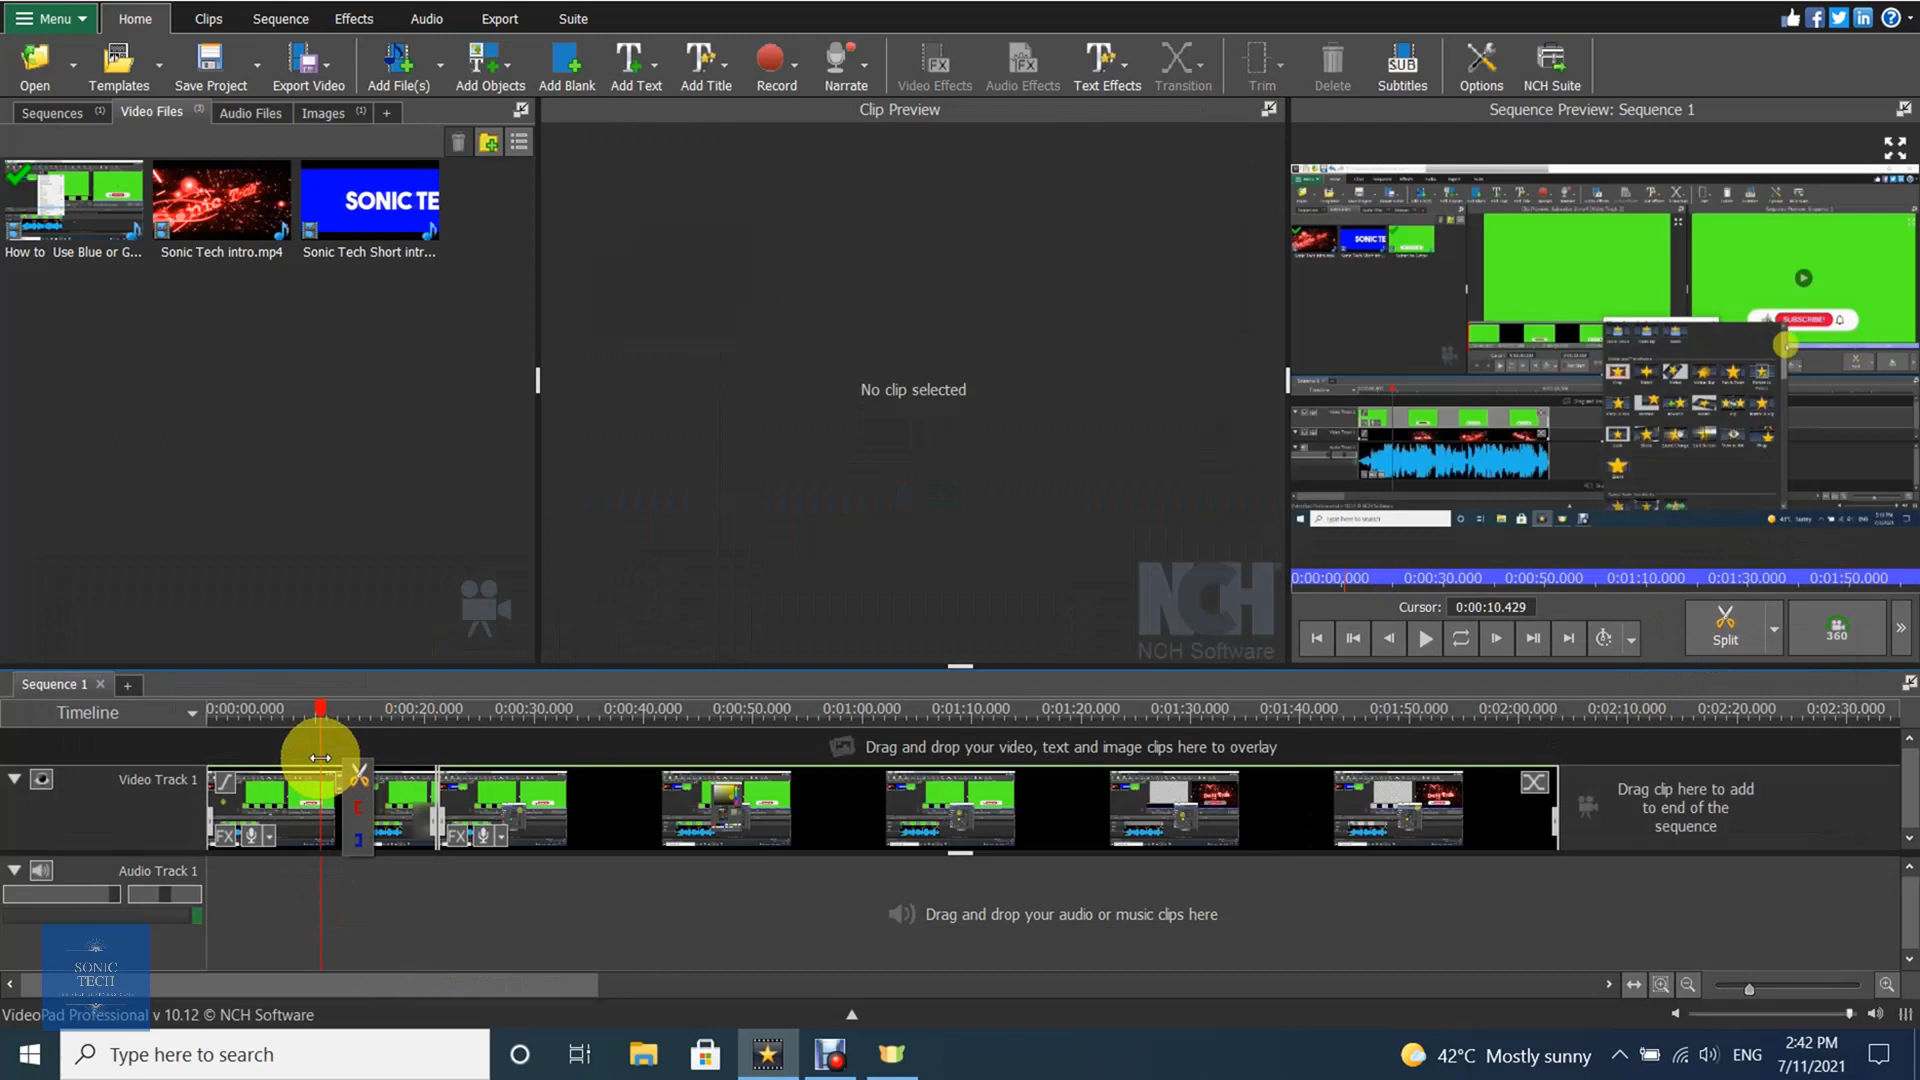 Menu Home Clips Sequence Effects Audio Export Suite
Open Templates Save Project Export Video Add File(s) Add Objects Add Blank Add Text Add Title Record Narrate Video Effects Audio Effects Text Effects Transition Trim Delete SUB Subtitles Options NCH Suite
Sequences (1) Video Files (3) Audio Files Images (1) +
Clip Preview
Sequence Preview: Sequence 1
How to Use Blue or G... Sonic Tech intro.mp4 Sonic Tech Short intr...
SONIC TE
SUBSCRIBE!
No clip selected
NCH
NCH Software
0:00:00.000 0:00:30.000 0:00:50.000 0:01:10.000 0:01:30.000 0:01:50.000
Cursor: 0:00:10.429
Split 360
Sequence 1 +
Timeline 0:00:00.000 0:00:20.000 0:00:30.000 0:00:40.000 0:00:50.000 0:01:00.000 0:01:10.000 0:01:20.000 0:01:30.000 0:01:40.000 0:01:50.000 0:02:00.000 0:02:10.000 0:02:20.000 0:02:30.000
Drag and drop your video, text and image clips here to overlay
Video Track 1
FX FX
Drag clip here to add
to end of the
sequence
Audio Track 1
Drag and drop your audio or music clips here
SONIC
TECH
VideoPad Professional v 10.12 © NCH Software
Type here to search
42°C Mostly sunny ENG 2:42 PM
7/11/2021